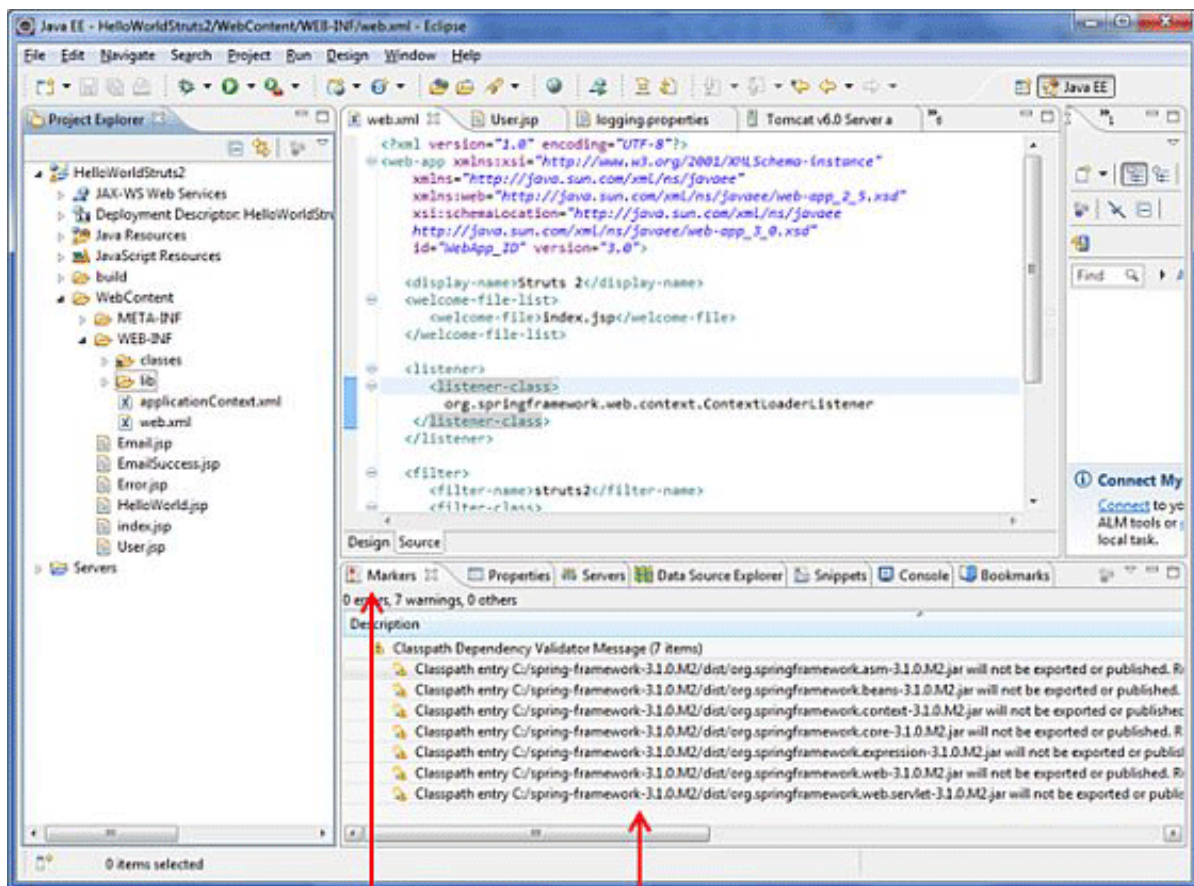 Java EE - HelloWorldStruts2/WebContent/WEB-INF/web.xml - Eclipse
File Edit Navigate Search Project Run Design Window Help
Java EE
Project Explorer
HelloWorldStruts2
JAX-WS Web Services
Deployment Descriptor: HelloWorldStru
Java Resources
JavaScript Resources
build
WebContent
META-INF
WEB-INF
classes
lib
applicationContext.xml
web.xml
Email.jsp
EmailSuccess.jsp
Error.jsp
HelloWorld.jsp
index.jsp
User.jsp
Servers
web.xml User.jsp logging.properties Tomcat v6.0 Server a
<?xml version="1.0" encoding="UTF-8"?>
<web-app xmlns:xsi="http://www.w3.org/2001/XMLSchema-instance"
xmlns="http://java.sun.com/xml/ns/javaee"
xmlns:web="http://java.sun.com/xml/ns/javaee/web-app_2_5.xsd"
xsi:schemaLocation="http://java.sun.com/xml/ns/javaee
http://java.sun.com/xml/ns/javaee/web-app_3_0.xsd"
id="WebApp_ID" version="3.0">
<display-name>Struts 2</display-name>
<welcome-file-list>
<welcome-file>index.jsp</welcome-file>
</welcome-file-list>
<listener>
<listener-class>
org.springframework.web.context.ContextLoaderListener
</listener-class>
</listener>
<filter>
<filter-name>struts2</filter-name>
<filter-class>
Design Source
Find
Connect My
Connect to yo
ALM tools or
local task.
Markers Properties Servers Data Source Explorer Snippets Console Bookmarks
0 errors, 7 warnings, 0 others
Description
Classpath Dependency Validator Message (7 items)
Classpath entry C:/spring-framework-3.1.0.M2/dist/org.springframework.asm-3.1.0.M2.jar will not be exported or published. R
Classpath entry C:/spring-framework-3.1.0.M2/dist/org.springframework.beans-3.1.0.M2.jar will not be exported or published.
Classpath entry C:/spring-framework-3.1.0.M2/dist/org.springframework.context-3.1.0.M2.jar will not be exported or published
Classpath entry C:/spring-framework-3.1.0.M2/dist/org.springframework.core-3.1.0.M2.jar will not be exported or published. R
Classpath entry C:/spring-framework-3.1.0.M2/dist/org.springframework.expression-3.1.0.M2.jar will not be exported or publisl
Classpath entry C:/spring-framework-3.1.0.M2/dist/org.springframework.web-3.1.0.M2.jar will not be exported or published. R
Classpath entry C:/spring-framework-3.1.0.M2/dist/org.springframework.web.servlet-3.1.0.M2.jar will not be exported or public
0 items selected